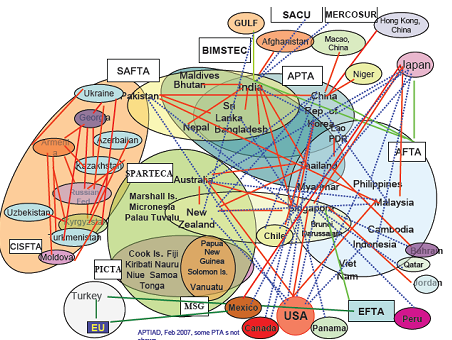 GULF
SACU
MERCOSUR
Hong Kong,
China
BIMSTEC
Afghanistan
Macao,
China
Japan
SAFTA
Maldives
Bhutan
India
APTA
Niger
Ukraine
Pakistan
China
Georgia
Sri
Lanka
Rep. of
Korea
Lao
PDR
Nepal
Bangladesh
Azerbaijan
Armeni
a
AFTA
Kazakhstan
Thailand
SPARTECA
Australia
Myanmar
Philippines
Russian
Fed.
Marshall Is.
Micronesia
Palau Tuvalu
Singapore
Malaysia
Uzbekistan
Kyrgyzstan
New
Zealand
Chile
Brunei
Darussalam
Cambodia
Indonesia
CISFTA
Turkmenistan
Moldova
Cook Is. Fiji
Kiribati Nauru
Niue Samoa
Tonga
Papua
New
Guinea
Solomon Is.
Vanuatu
Bahrain
Qatar
Viet
Nam
Jordan
PICTA
Turkey
MSG
Mexico
USA
EFTA
Peru
EU
Canada
Panama
APTIAD, Feb 2007, some PTA s not
shown